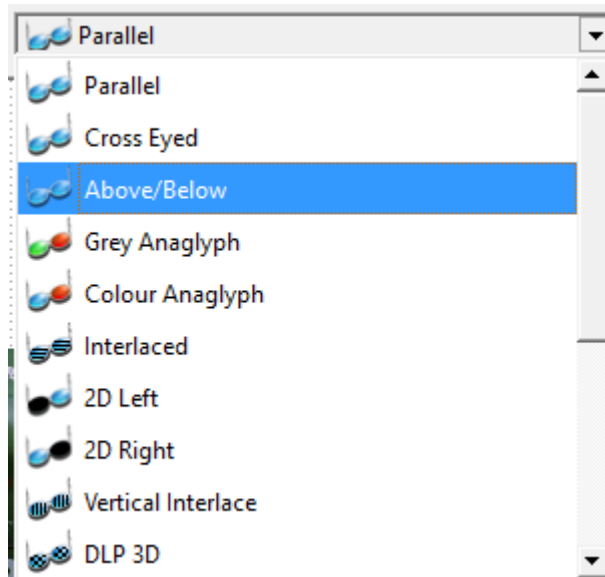 Parallel
Parallel
Cross Eyed
Above/Below
Grey Anaglyph
Colour Anaglyph
Interlaced
2D Left
2D Right
Vertical Interlace
DLP 3D